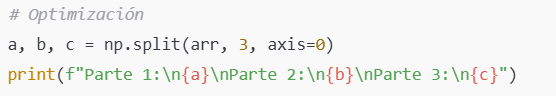 # Optimización
a, b, c = np.split(arr, 3, axis=0)
print(f"Parte 1:\n{a}\nParte 2:\n{b}\nParte 3:\n{c}")